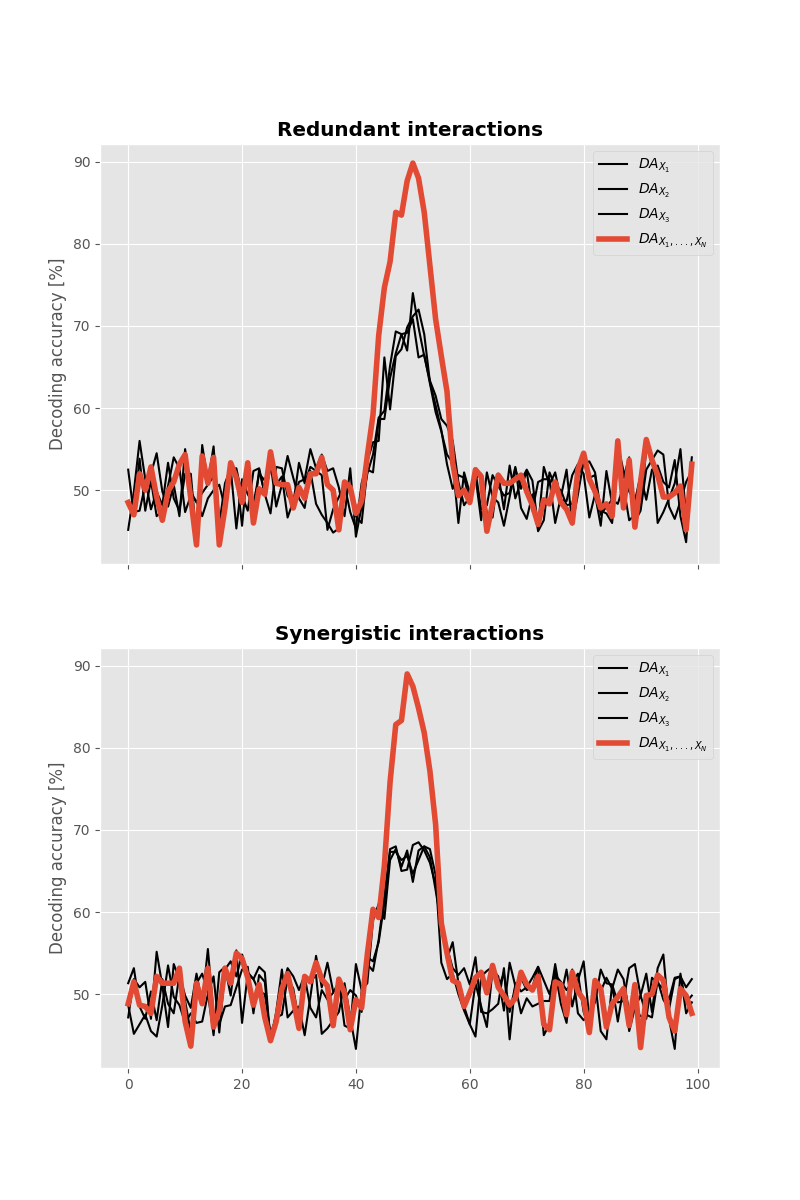 Redundant interactions
90
80
70
60
50
Decoding accuracy [%]
DA_{X_1}
DA_{X_2}
DA_{X_3}
DA_{X_1,...,X_N}
Synergistic interactions
90
80
70
60
50
Decoding accuracy [%]
DA_{X_1}
DA_{X_2}
DA_{X_3}
DA_{X_1,...,X_N}
0 20 40 60 80 100